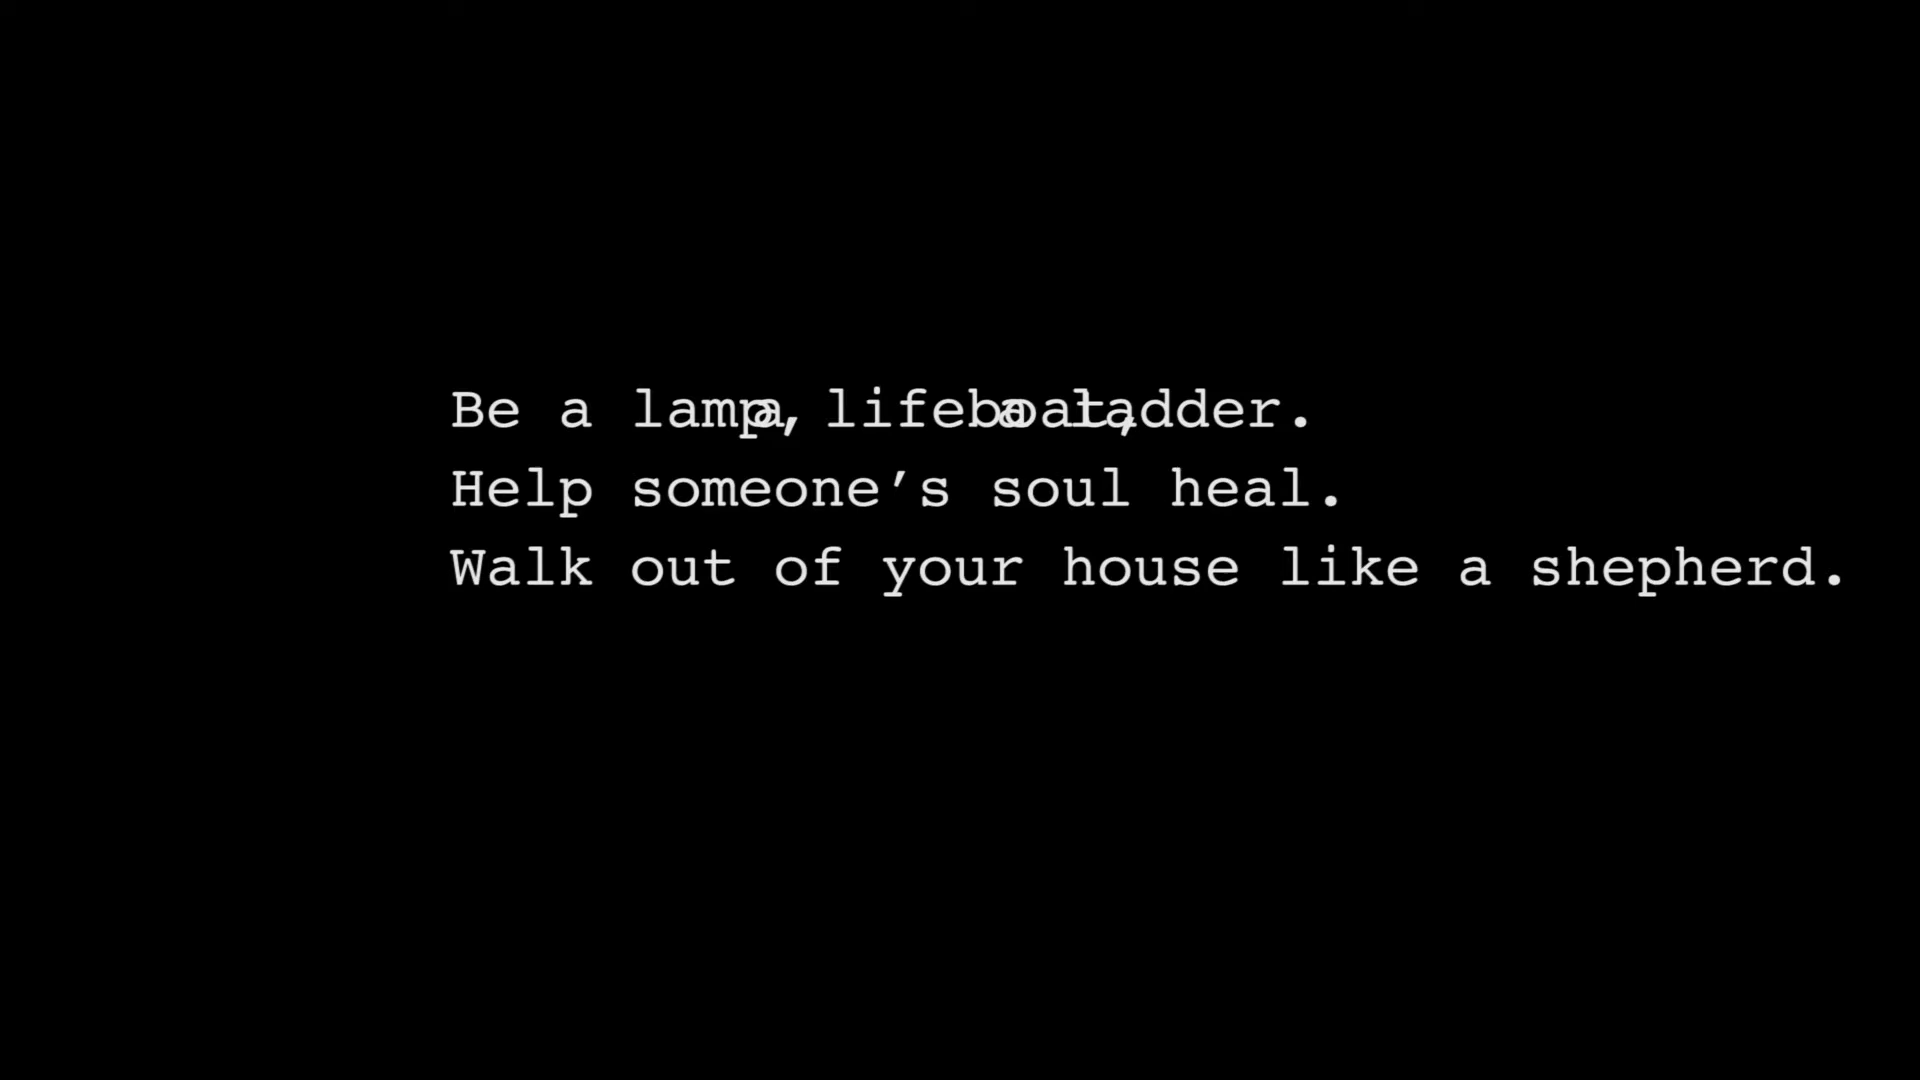 Be a lamp, a lifeboat, a ladder.
Help someone’s soul heal.
Walk out of your house like a shepherd.